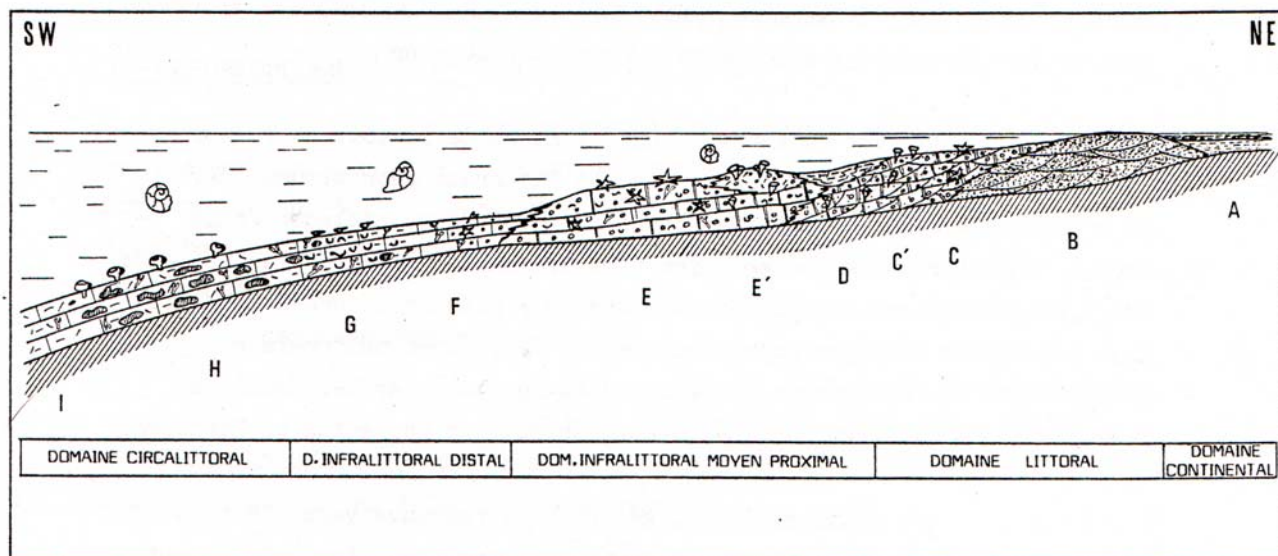 SW
NE
A
B
C
C´
D
E´
E
F
G
H
I
DOMAINE CIRCALITTORAL
D. INFRALITTORAL DISTAL
DOM. INFRALITTORAL MOYEN PROXIMAL
DOMAINE LITTORAL
DOMAINE
CONTINENTAL